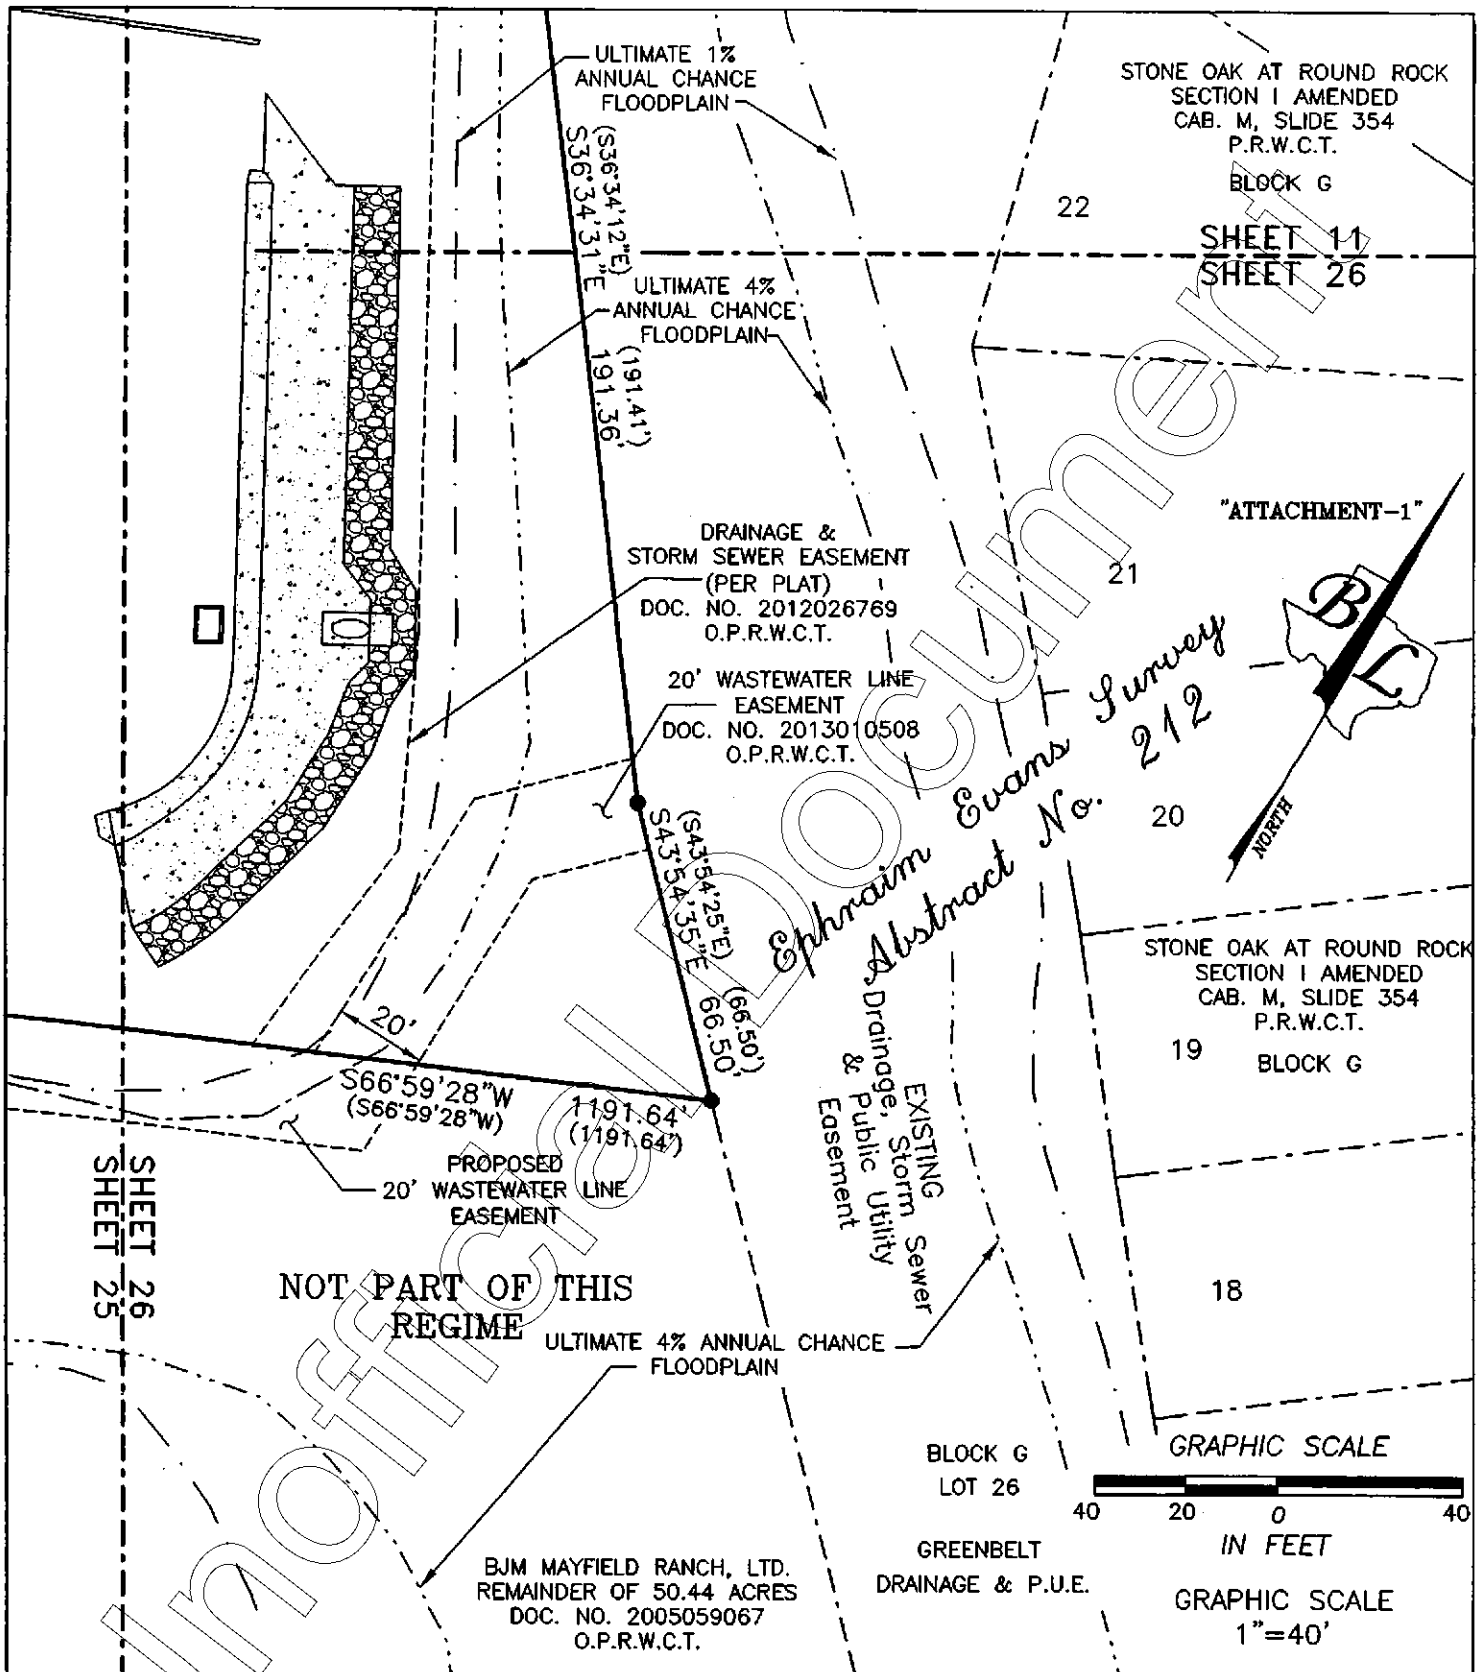 ULTIMATE 1%
ANNUAL CHANCE
FLOODPLAIN
STONE OAK AT ROUND ROCK
SECTION I AMENDED
CAB. M, SLIDE 354
P.R.W.C.T.
BLOCK G
22
SHEET 11
SHEET 26
(S36°34'12"E)
S36°34'31"E
(191.41')
191.36'
ULTIMATE 4%
ANNUAL CHANCE
FLOODPLAIN
"ATTACHMENT-1"
DRAINAGE &
STORM SEWER EASEMENT
(PER PLAT)
DOC. NO. 2012026769
O.P.R.W.C.T.
21
B
L
NORTH
20' WASTEWATER LINE
EASEMENT
DOC. NO. 2013010508
O.P.R.W.C.T.
Ephraim Evans Survey
Abstract No. 212
20
(S43°54'25"E)
S43°54'35"E
(66.50')
66.50'
STONE OAK AT ROUND ROCK
SECTION I AMENDED
CAB. M, SLIDE 354
P.R.W.C.T.
BLOCK G
19
20'
S66°59'28"W
(S66°59'28"W)
1191.64'
(1191.64')
EXISTING
Drainage, Storm Sewer
& Public Utility
Easement
PROPOSED
20' WASTEWATER LINE
EASEMENT
SHEET 26
SHEET 25
NOT PART OF THIS
REGIME
18
ULTIMATE 4% ANNUAL CHANCE
FLOODPLAIN
BLOCK G
LOT 26
GREENBELT
DRAINAGE & P.U.E.
GRAPHIC SCALE
40 20 0 40
IN FEET
GRAPHIC SCALE
1"=40'
BJM MAYFIELD RANCH, LTD.
REMAINDER OF 50.44 ACRES
DOC. NO. 2005059067
O.P.R.W.C.T.
Unofficial Document